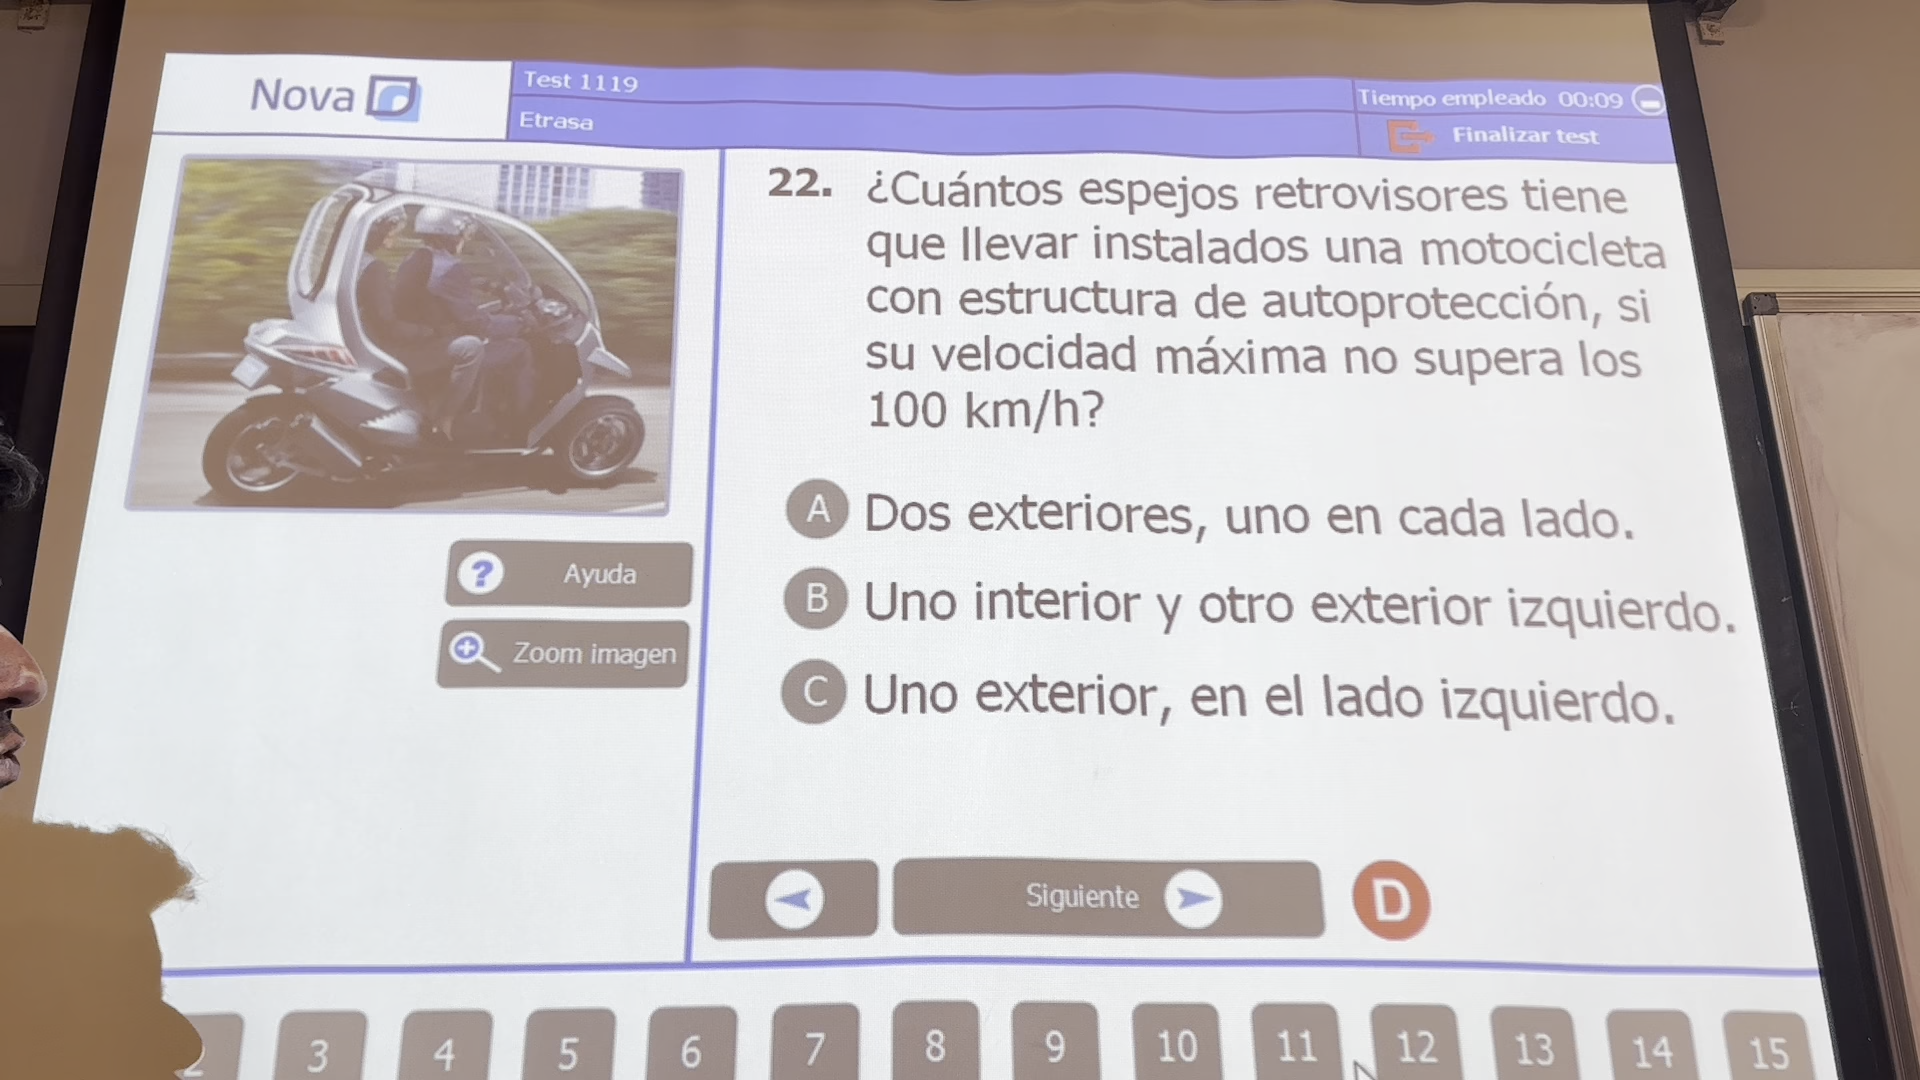 Nova
Test 1119
Etrasa
Tiempo empleado 00:09
Finalizar test
22. ¿Cuántos espejos retrovisores tiene
que llevar instalados una motocicleta
con estructura de autoprotección, si
su velocidad máxima no supera los
100 km/h?
A Dos exteriores, uno en cada lado.
B Uno interior y otro exterior izquierdo.
C Uno exterior, en el lado izquierdo.
? Ayuda
Zoom imagen
Siguiente
D
2 3 4 5 6 7 8 9 10 11 12 13 14 15